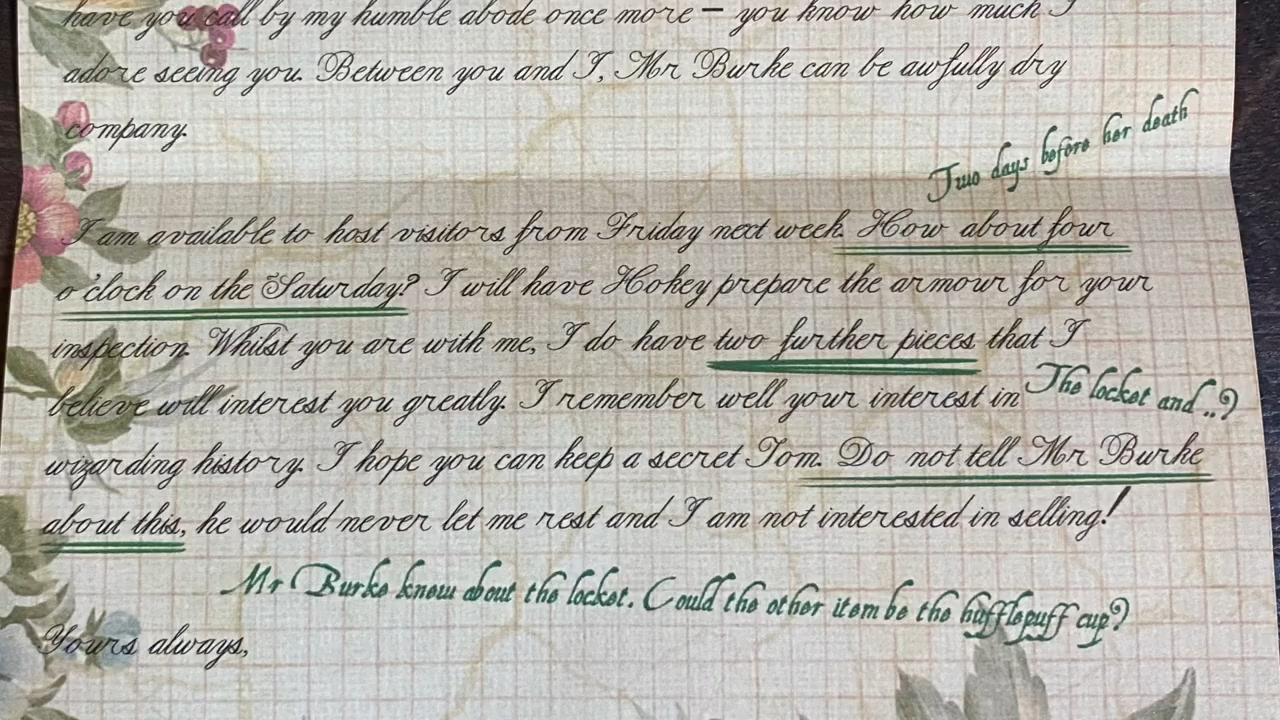 have you call by my humble abode once more – you know how much I
adore seeing you. Between you and I, Mr Burke can be awfully dry
company.
Two days before her death
I am available to host visitors from Friday next week. How about four
o'clock on the Saturday? I will have Hokey prepare the armour for your
inspection. Whilst you are with me, I do have two further pieces that I
believe will interest you greatly. I remember well your interest in
The locket and ..?
wizarding history. I hope you can keep a secret Tom. Do not tell Mr Burke
about this, he would never let me rest and I am not interested in selling!
Mr Burke knew about the locket. Could the other item be the hufflepuff cup?
Yours always,